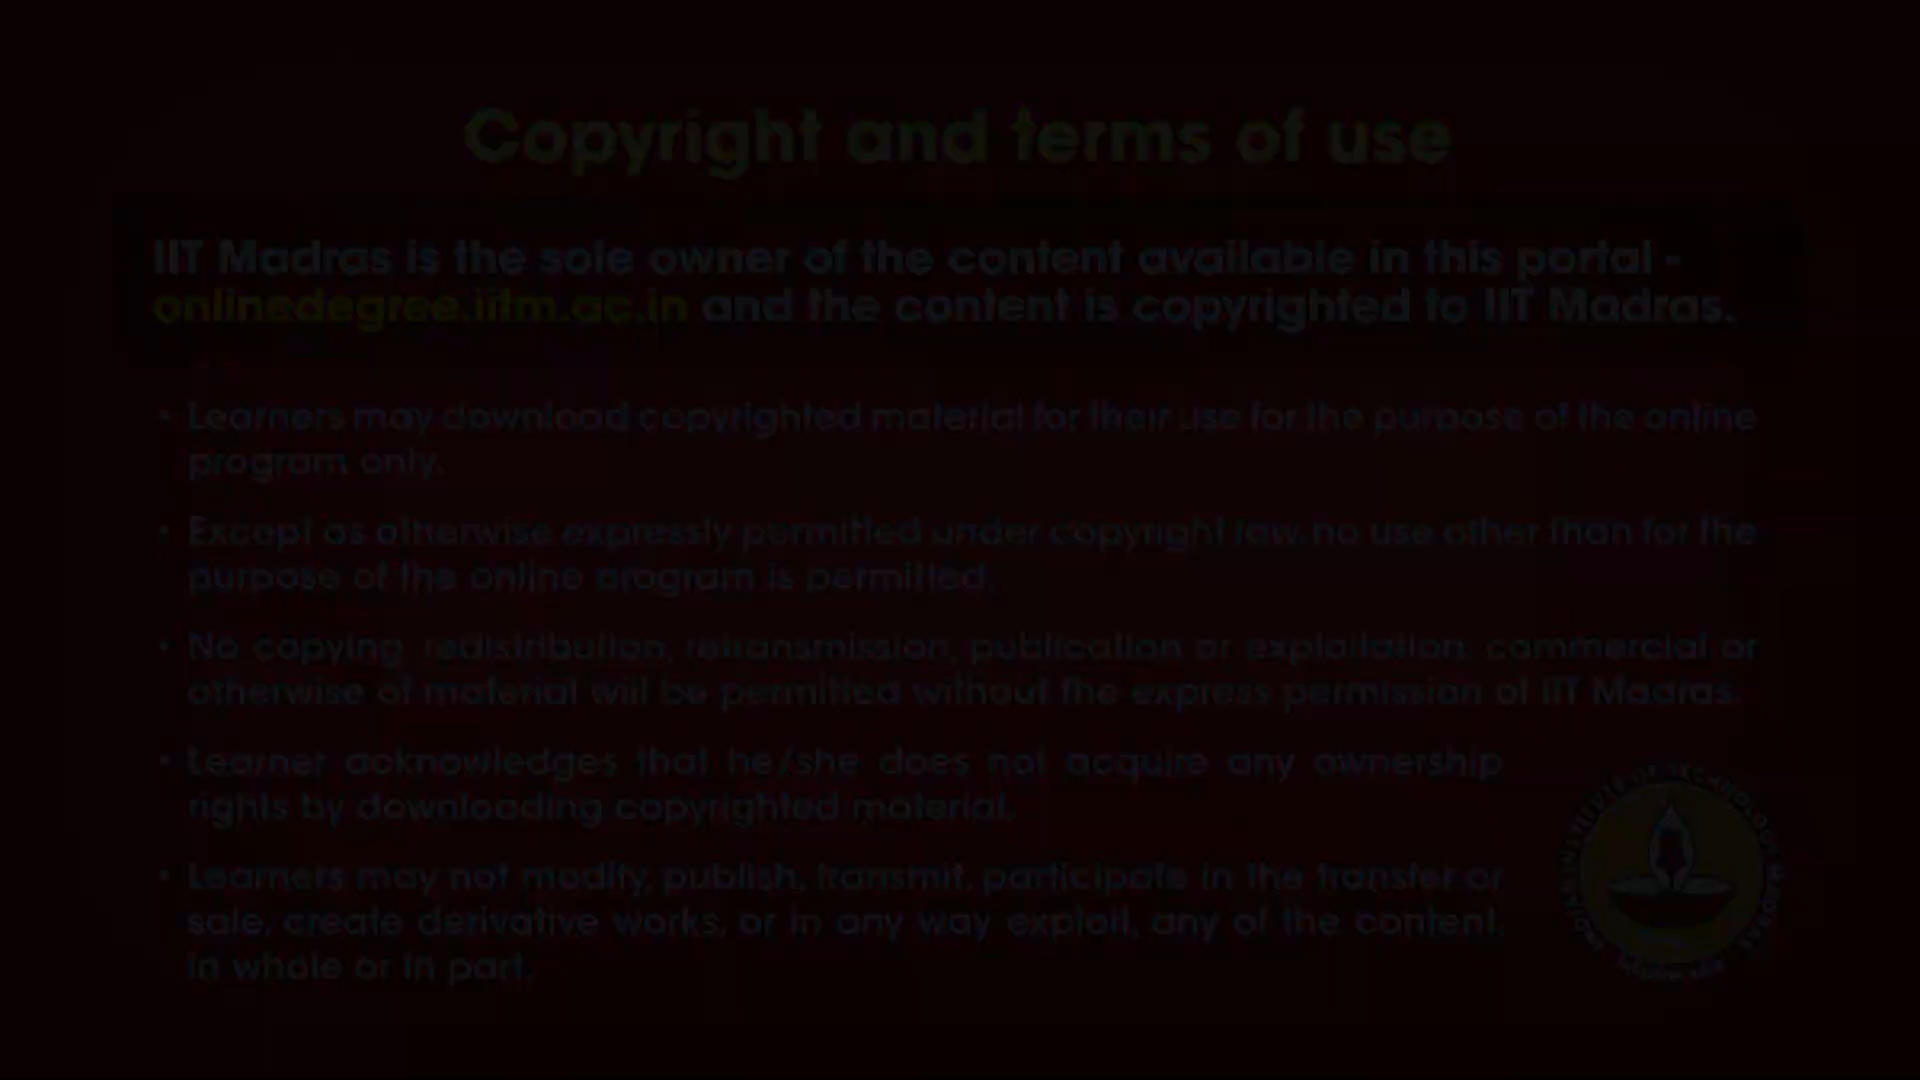 Copyright and terms of use
IIT Madras is the sole owner of the content available in this portal -
onlinedegree.iitm.ac.in and the content is copyrighted to IIT Madras.
• Learners may download copyrighted material for their use for the purpose of the online
program only.
• Except as otherwise expressly permitted under copyright law, no use other than for the
purpose of the online program is permitted.
• No copying, redistribution, retransmission, publication or exploitation, commercial or
otherwise of material will be permitted without the express permission of IIT Madras.
• Learner acknowledges that he/she does not acquire any ownership
rights by downloading copyrighted material.
• Learners may not modify, publish, transmit, participate in the transfer or
sale, create derivative works, or in any way exploit, any of the content,
in whole or in part.
INDIAN INSTITUTE OF TECHNOLOGY MADRAS